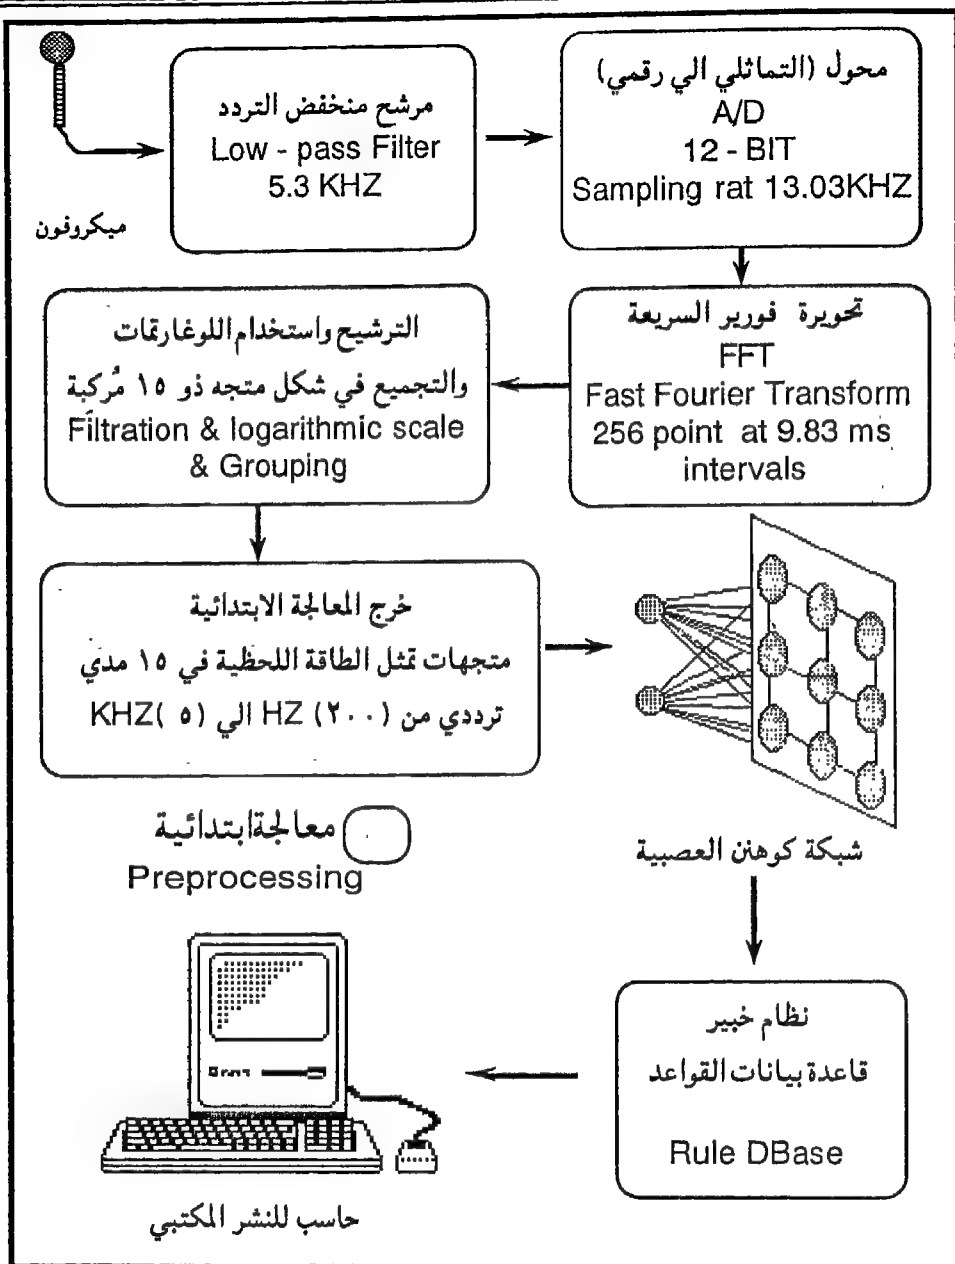 ميكروفون
مرشح منخفض التردد
Low - pass Filter
5.3 KHZ
محول (التماثلي الي رقمي)
A/D
12 - BIT
Sampling rat 13.03KHZ
تحويرة فورير السريعة
FFT
Fast Fourier Transform
256 point at 9.83 ms
intervals
الترشيح واستخدام اللوغارتمات
والتجميع في شكل متجه ذو ١٥ مُركبة
Filtration & logarithmic scale
& Grouping
خرج المعالجة الابتدائية
متجهات تمثل الطاقة اللحظية في ١٥ مدي
ترددي من (٢٠٠) HZ الي (٥ )KHZ
شبكة كوهنن العصبية
معالجة ابتدائية
Preprocessing
نظام خبير
قاعدة بيانات القواعد
Rule DBase
حاسب للنشر المكتبي